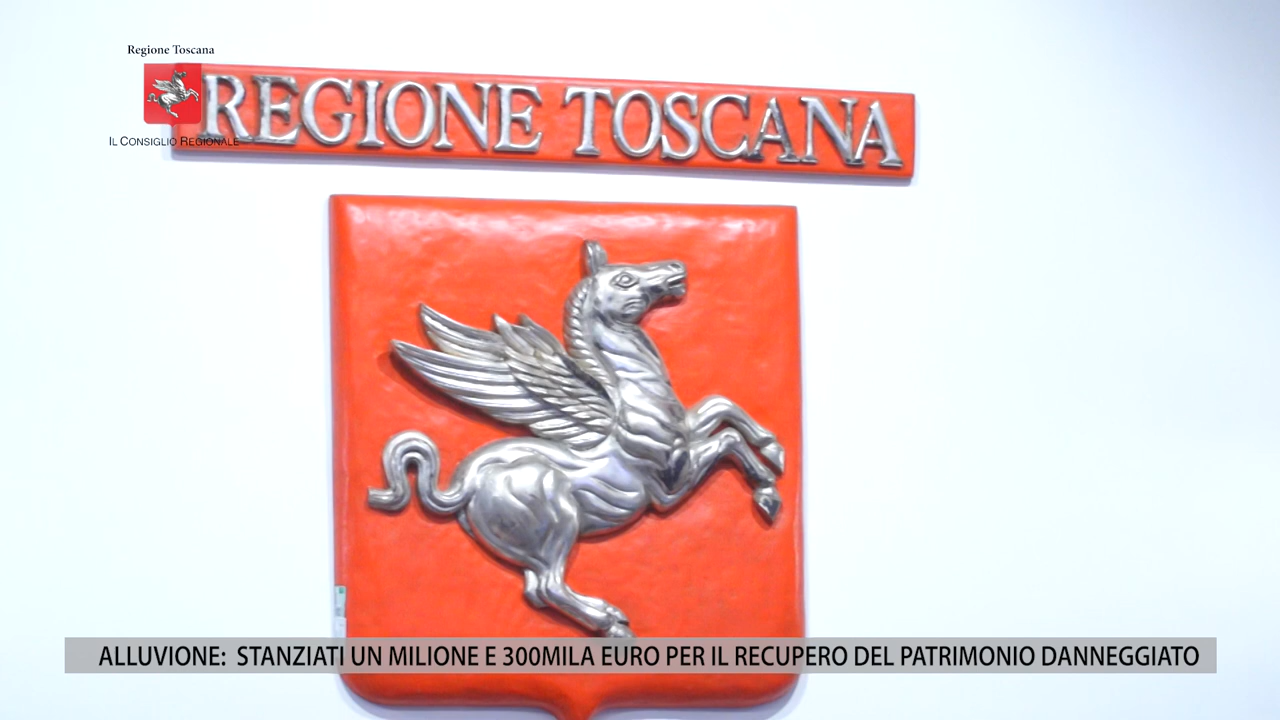 Regione Toscana
IL CONSIGLIO REGIONALE
REGIONE TOSCANA
ALLUVIONE: STANZIATI UN MILIONE E 300MILA EURO PER IL RECUPERO DEL PATRIMONIO DANNEGGIATO